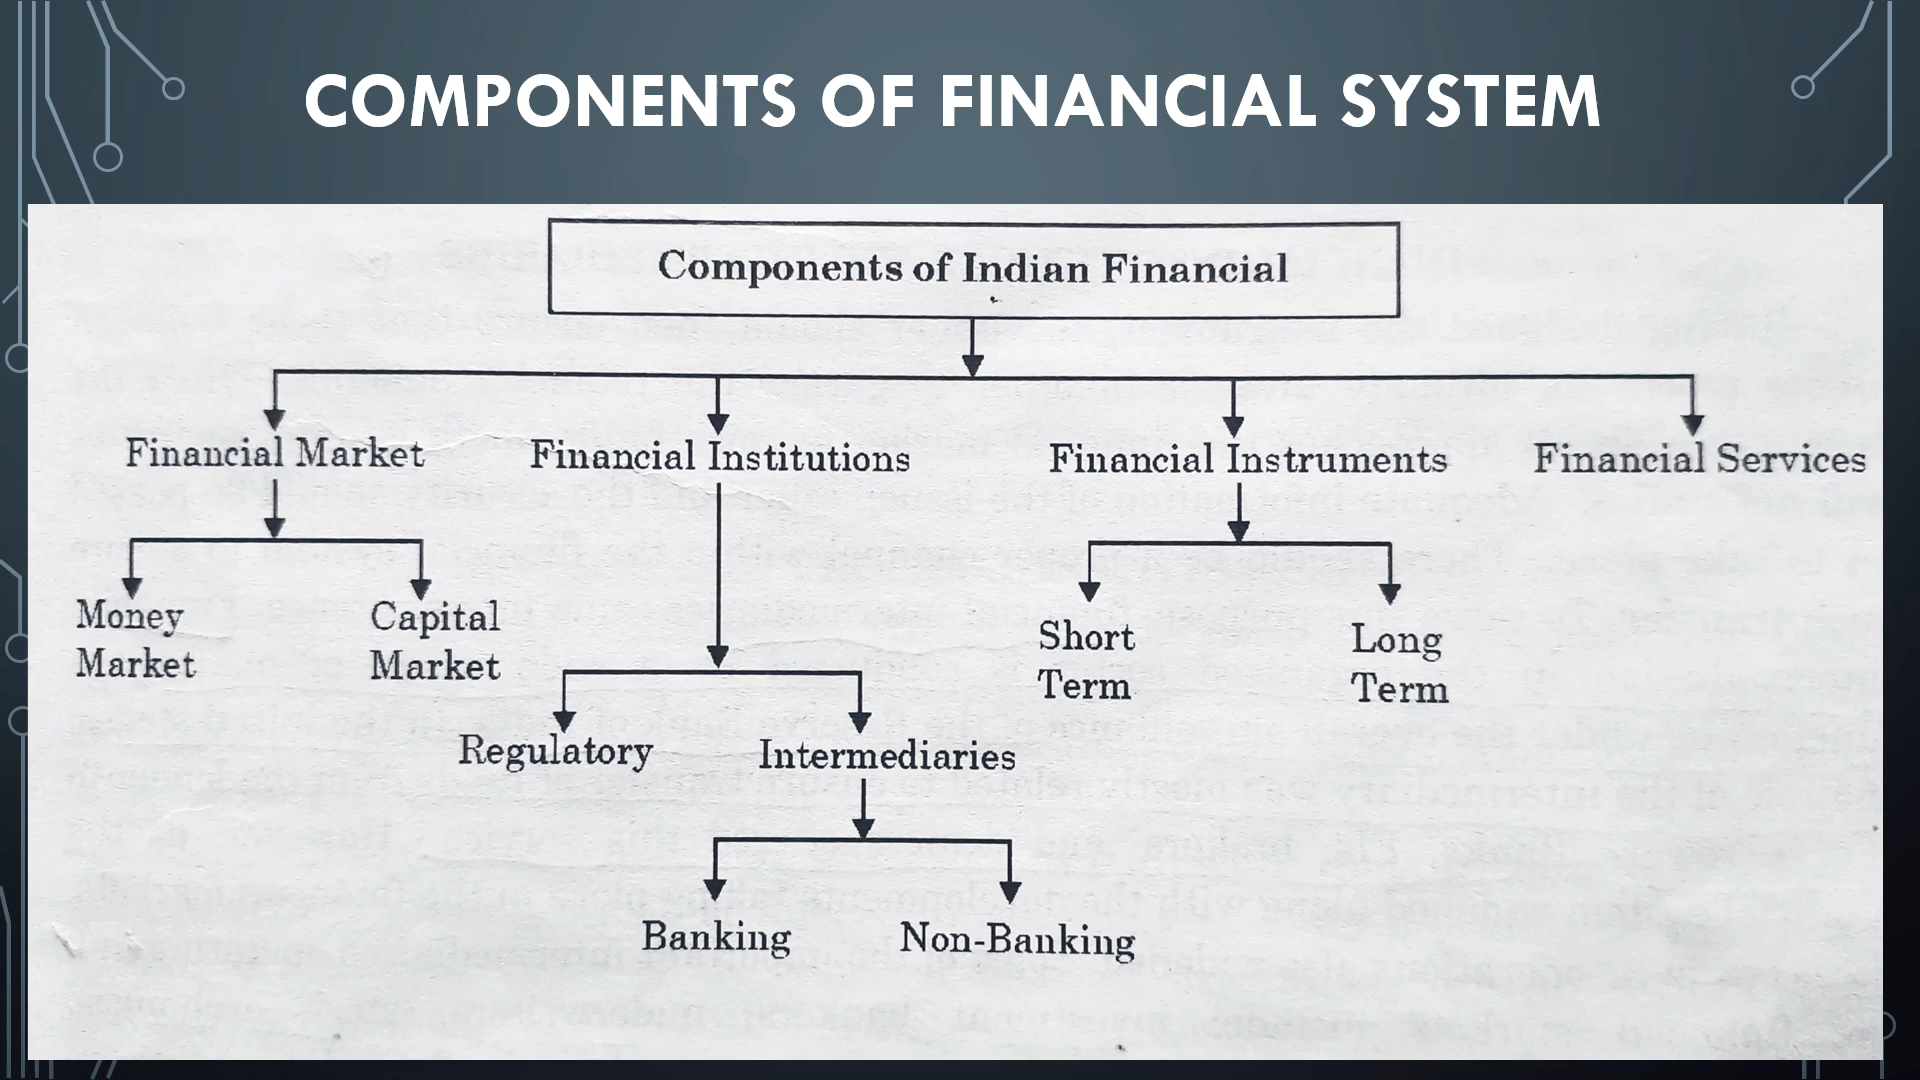 COMPONENTS OF FINANCIAL SYSTEM
Components of Indian Financial
Financial Market
Financial Institutions
Financial Instruments
Financial Services
Money
Market
Capital
Market
Short
Term
Long
Term
Regulatory
Intermediaries
Banking
Non-Banking